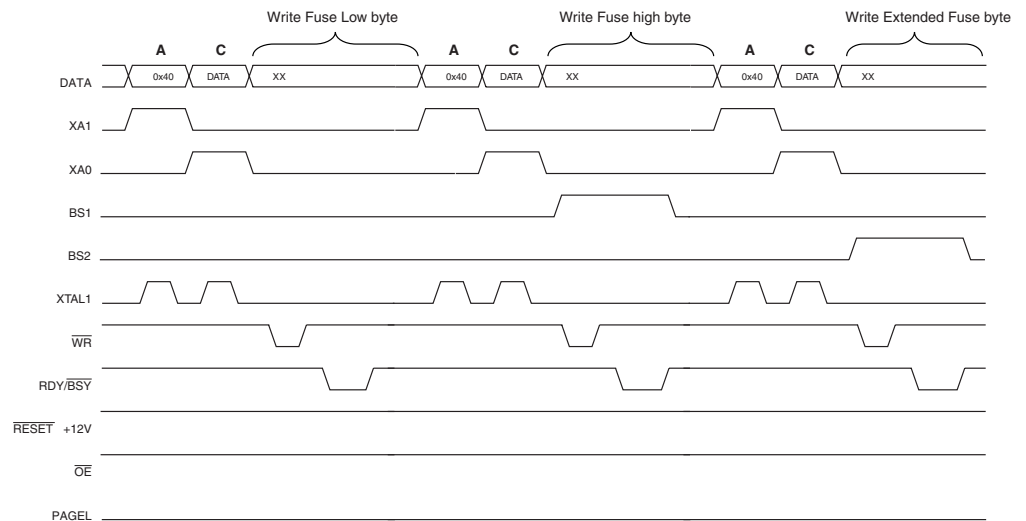 Write Fuse Low byte Write Fuse high byte Write Extended Fuse byte
A C A C A C
DATA 0x40 DATA XX 0x40 DATA XX 0x40 DATA XX
XA1
XA0
BS1
BS2
XTAL1
WR
RDY/BSY
RESET +12V
OE
PAGEL